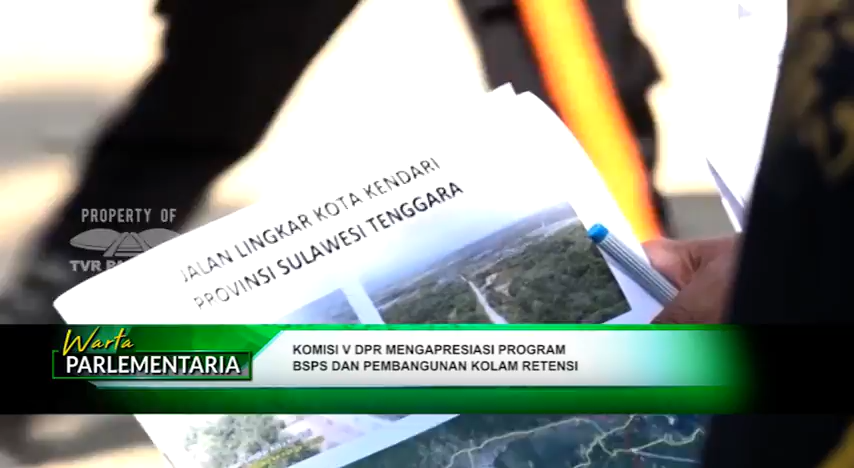 JALAN LINGKAR KOTA KENDARI
PROVINSI SULAWESI TENGGARA
PROPERTY OF
TVR
Warta
PARLEMENTARIA
KOMISI V DPR MENGAPRESIASI PROGRAM
BSPS DAN PEMBANGUNAN KOLAM RETENSI